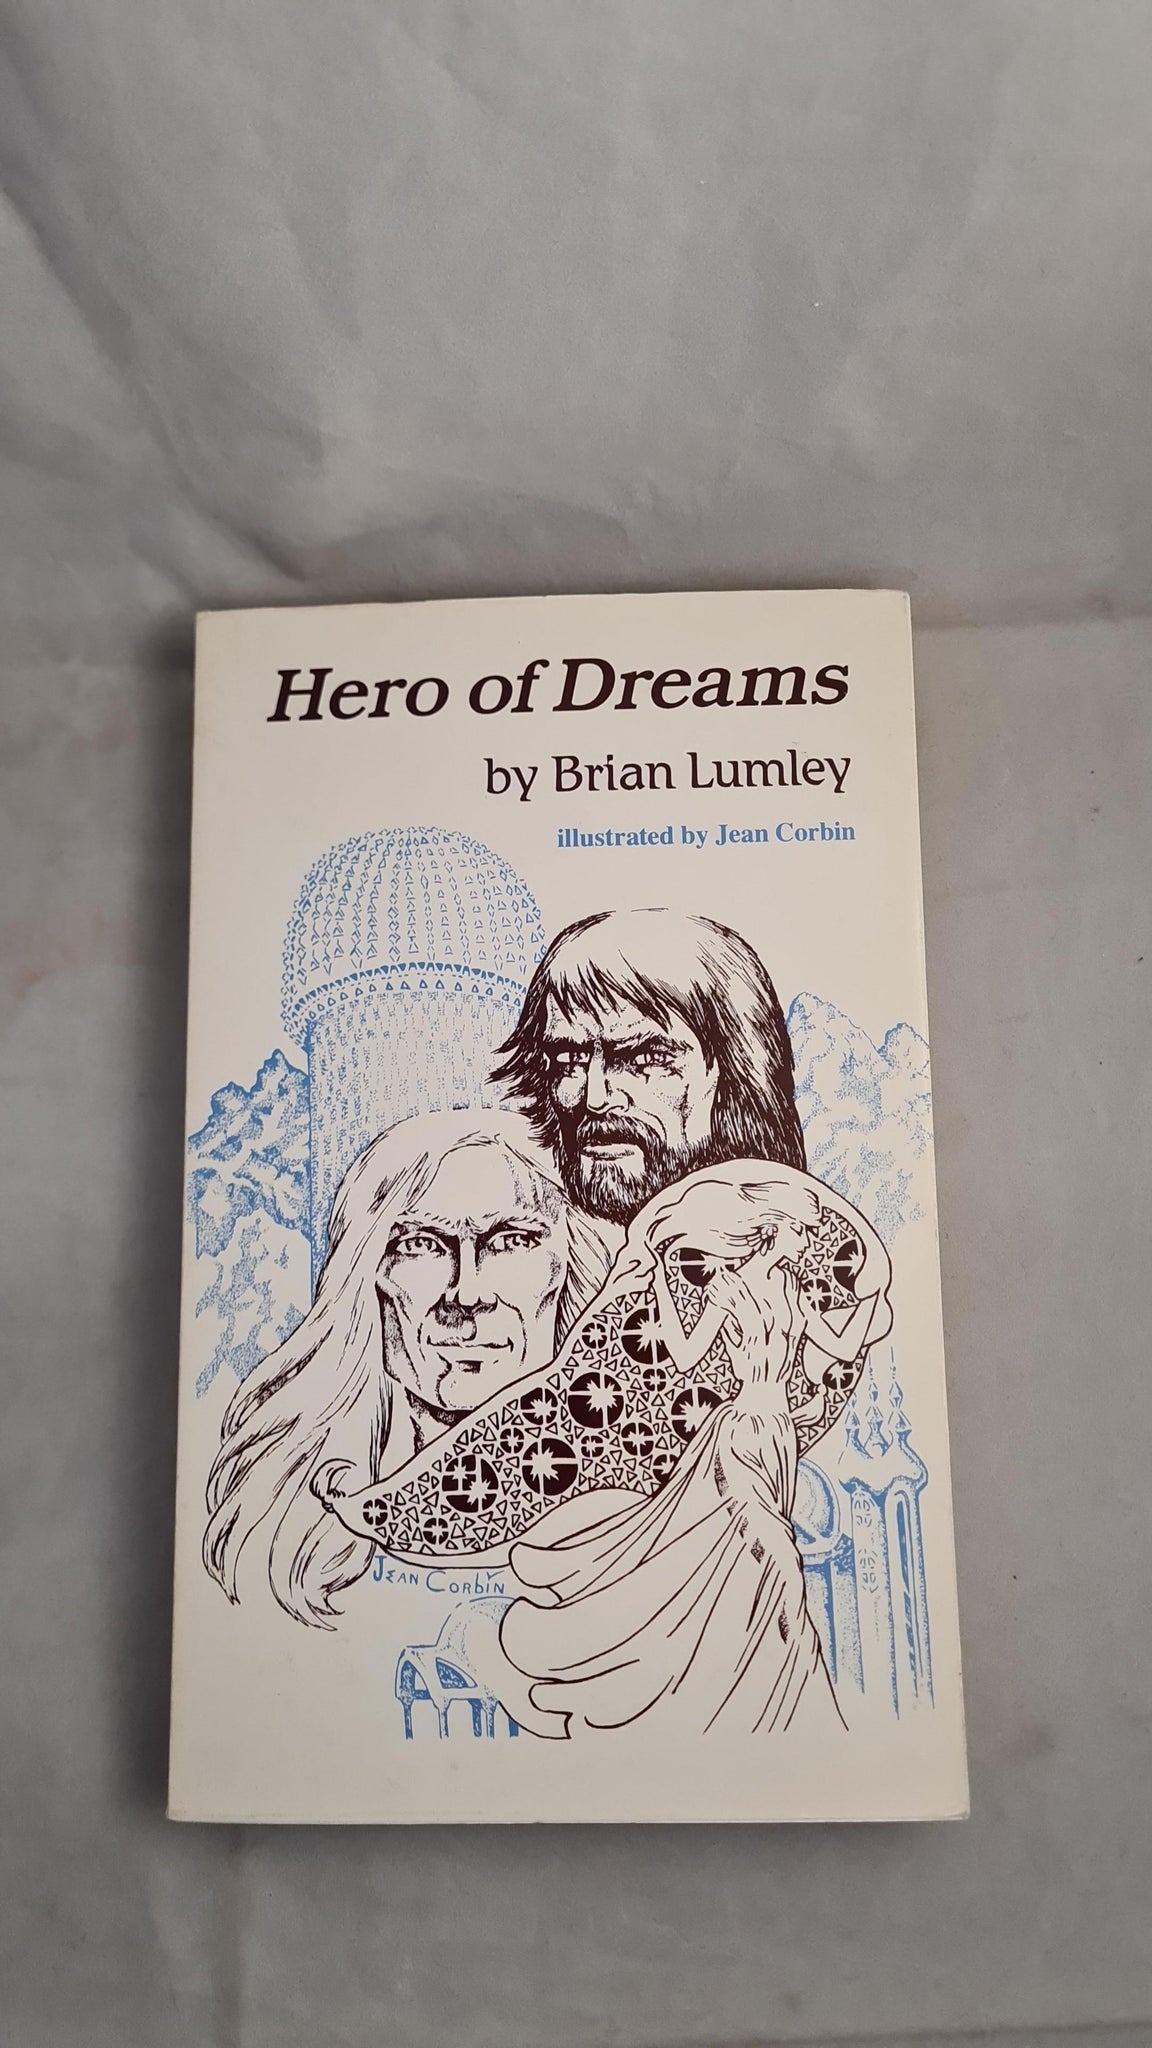 Hero of Dreams
by Brian Lumley
illustrated by Jean Corbin
JEAN CORBIN